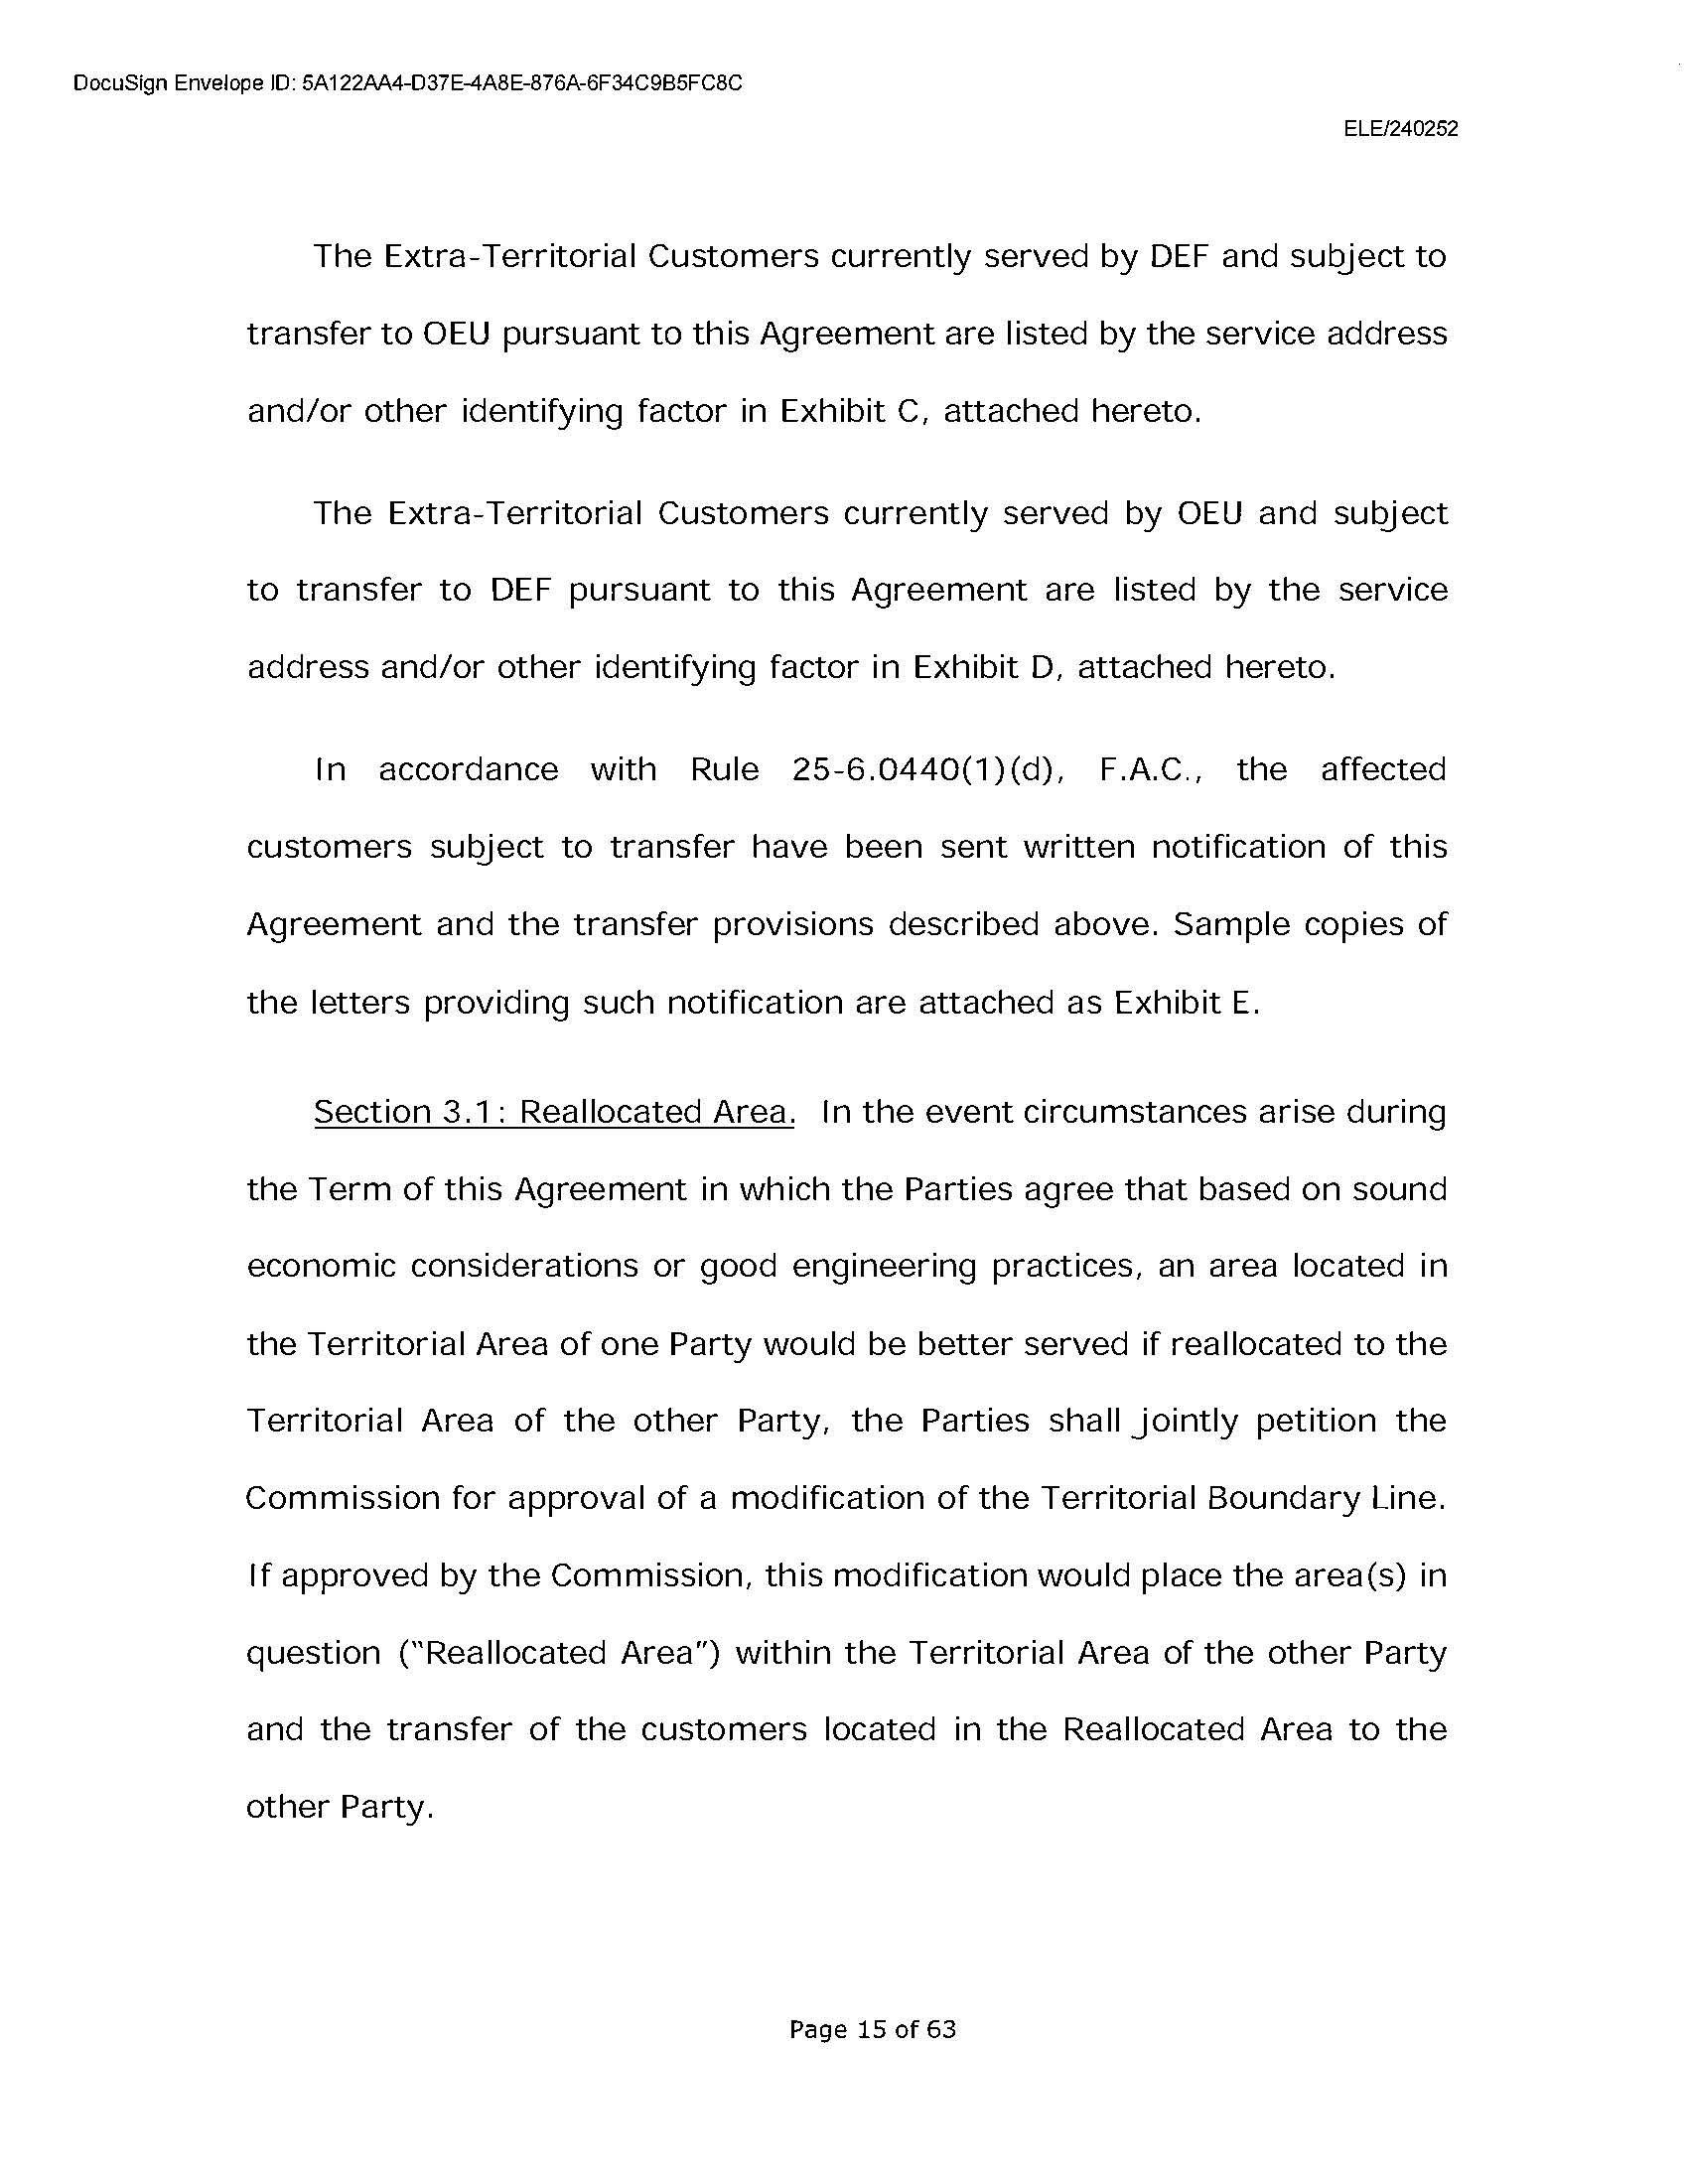 DocuSign Envelope ID: 5A122AA4-D37E-4A8E-876A-6F34C9B5FC8C
ELE/240252
The Extra-Territorial Customers currently served by DEF and subject to
transfer to OEU pursuant to this Agreement are listed by the service address
and/or other identifying factor in Exhibit C, attached hereto.
The Extra-Territorial Customers currently served by OEU and subject
to transfer to DEF pursuant to this Agreement are listed by the service
address and/or other identifying factor in Exhibit D, attached hereto.
In accordance with Rule 25-6.0440(1)(d), F.A.C., the affected
customers subject to transfer have been sent written notification of this
Agreement and the transfer provisions described above. Sample copies of
the letters providing such notification are attached as Exhibit E.
Section 3.1: Reallocated Area. In the event circumstances arise during
the Term of this Agreement in which the Parties agree that based on sound
economic considerations or good engineering practices, an area located in
the Territorial Area of one Party would be better served if reallocated to the
Territorial Area of the other Party, the Parties shall jointly petition the
Commission for approval of a modification of the Territorial Boundary Line.
If approved by the Commission, this modification would place the area(s) in
question (“Reallocated Area”) within the Territorial Area of the other Party
and the transfer of the customers located in the Reallocated Area to the
other Party.
Page 15 of 63